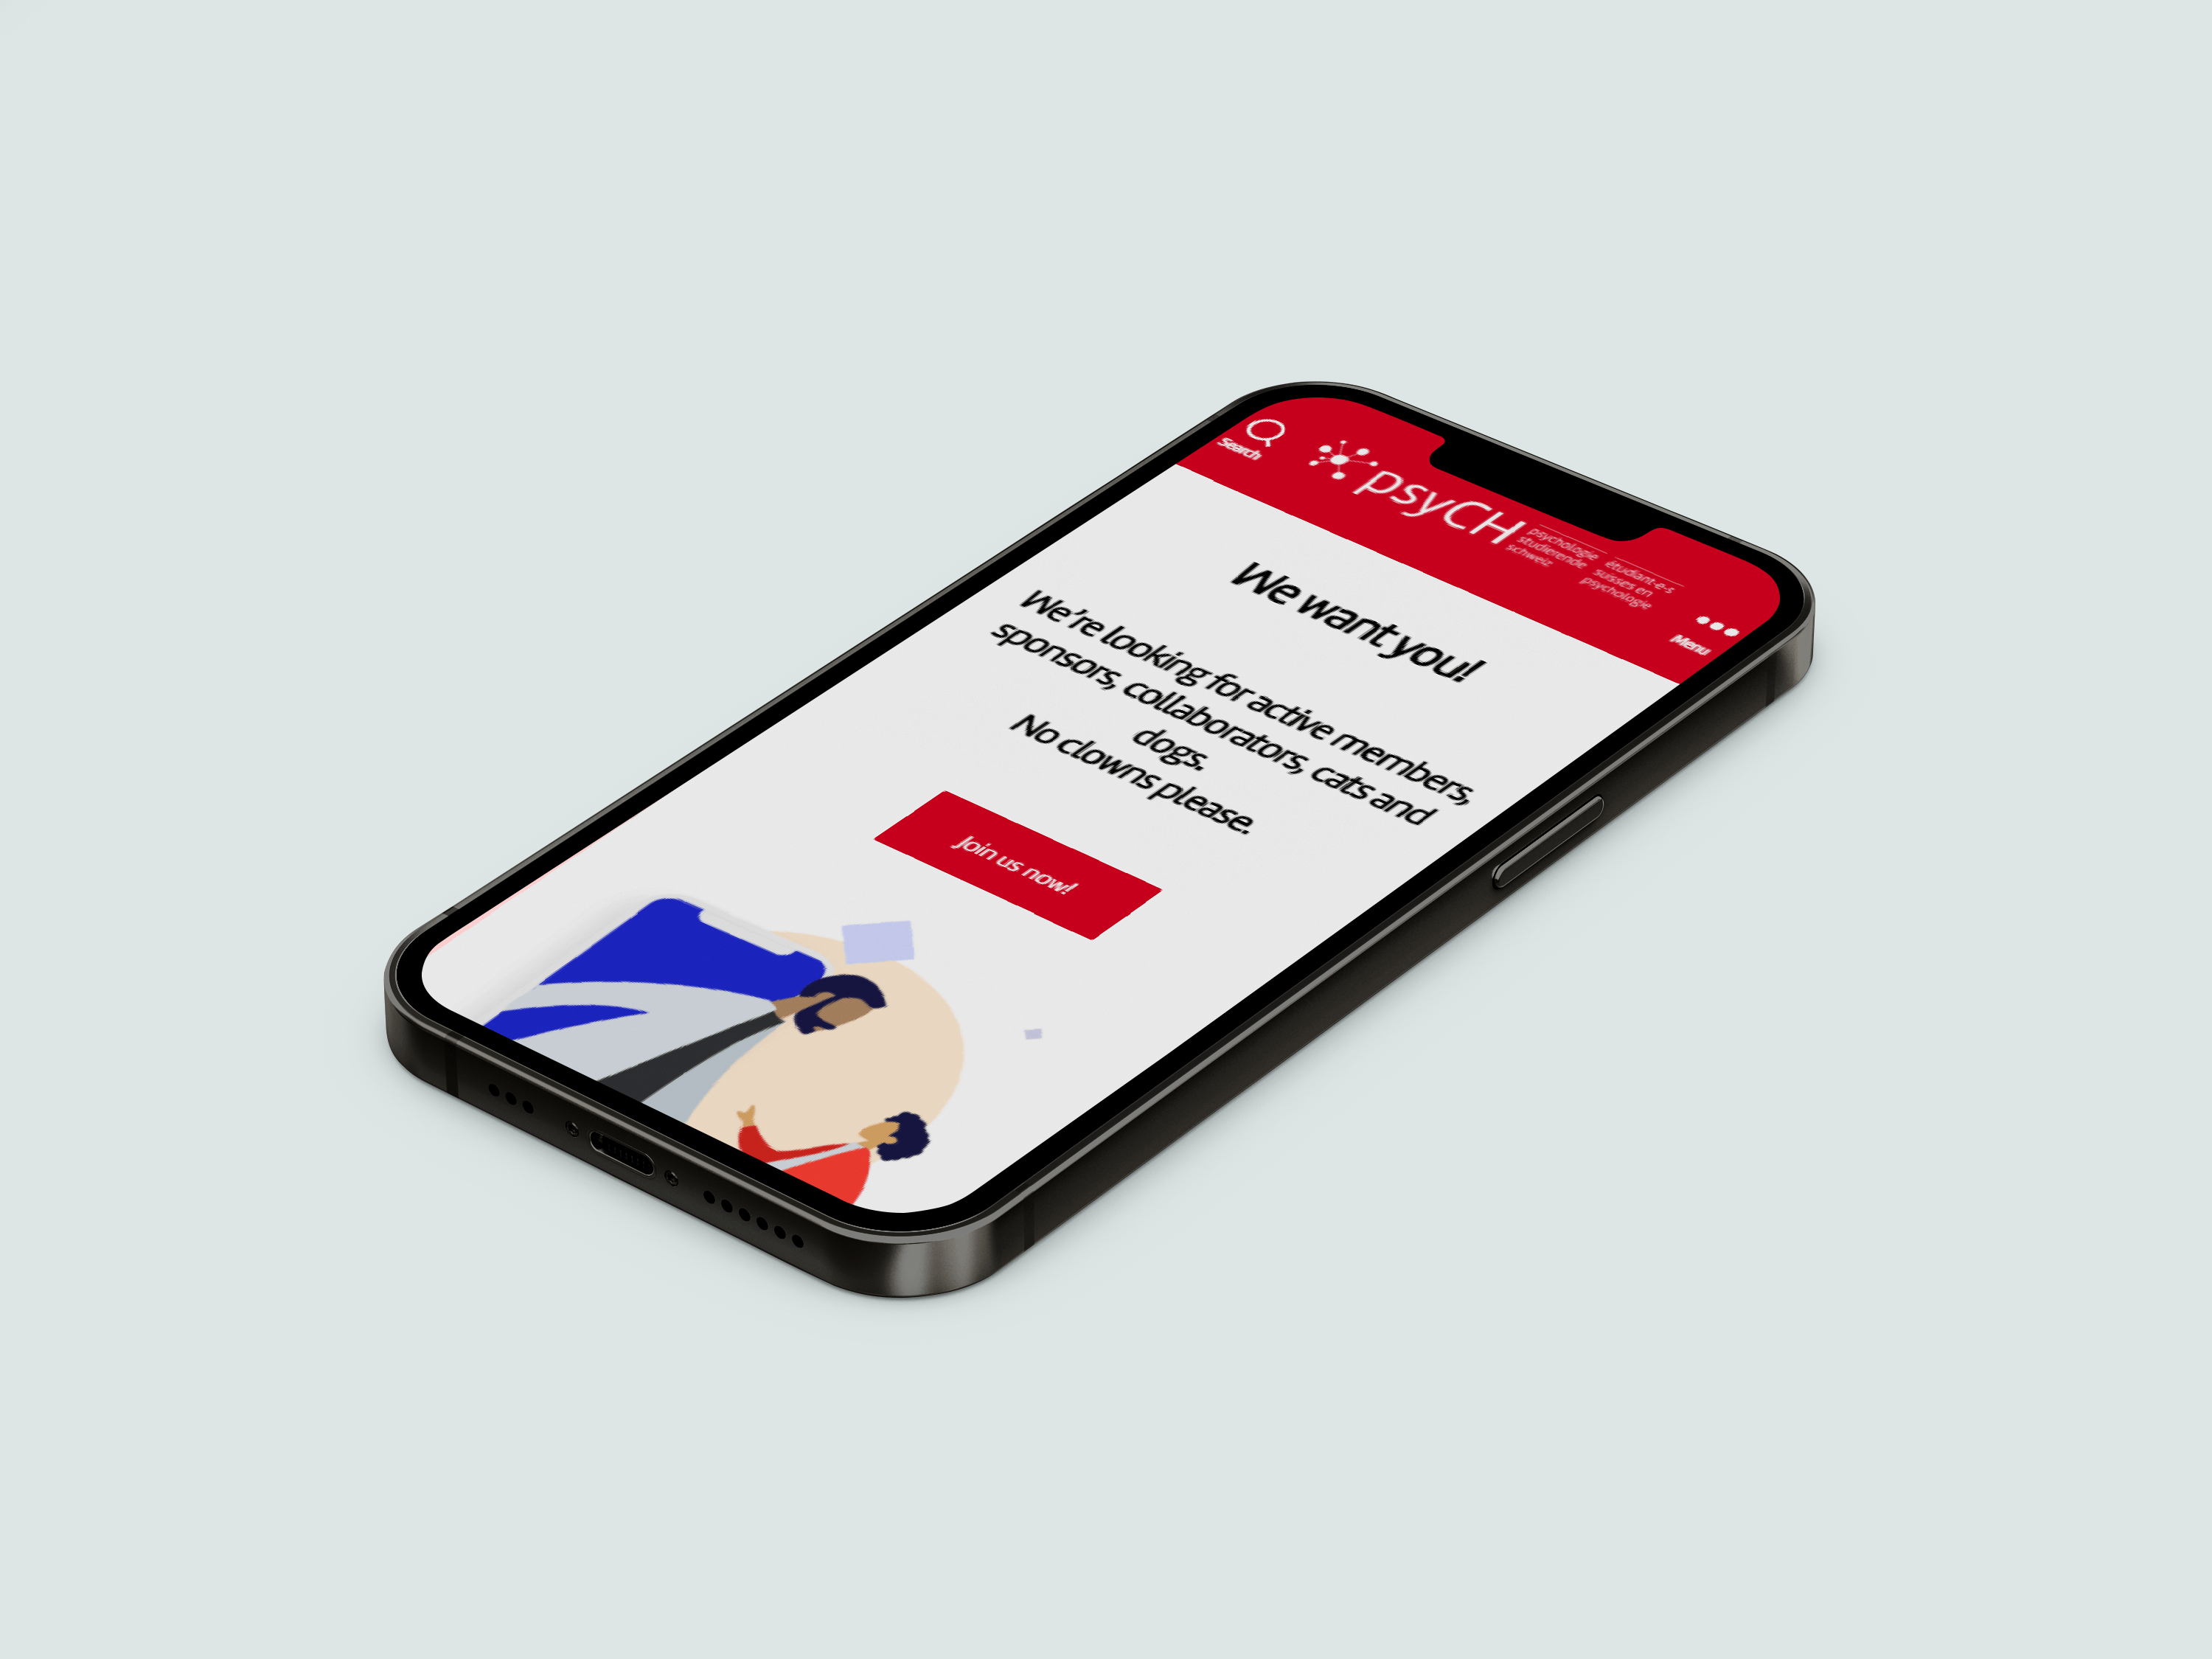 Search
psyCH
psychologie
studierende
schweiz
étudiant·e·s
suisses en
psychologie
Menu
We want you!
We're looking for active members,
sponsors, collaborators, cats and
dogs.
No clowns please.
Join us now!